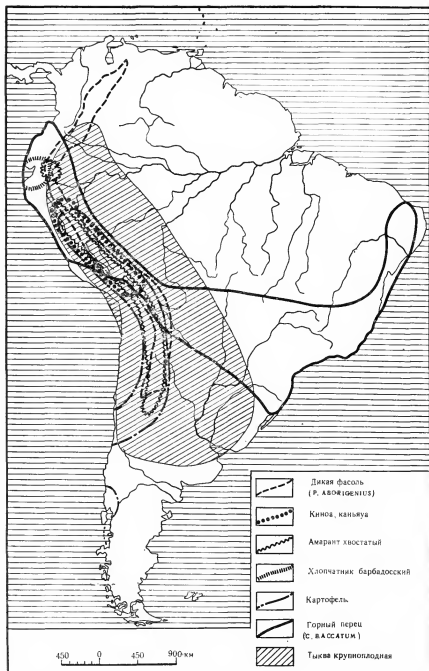 Дикая фасоль
(P. ABORIGENIUS)
Киноа, каньяуа
Амарант хвостатый
Хлопчатник барбадосский
Картофель
Горный перец
(C. BACCATUM)
Тыква крупноплодная
450 0 450 900 км